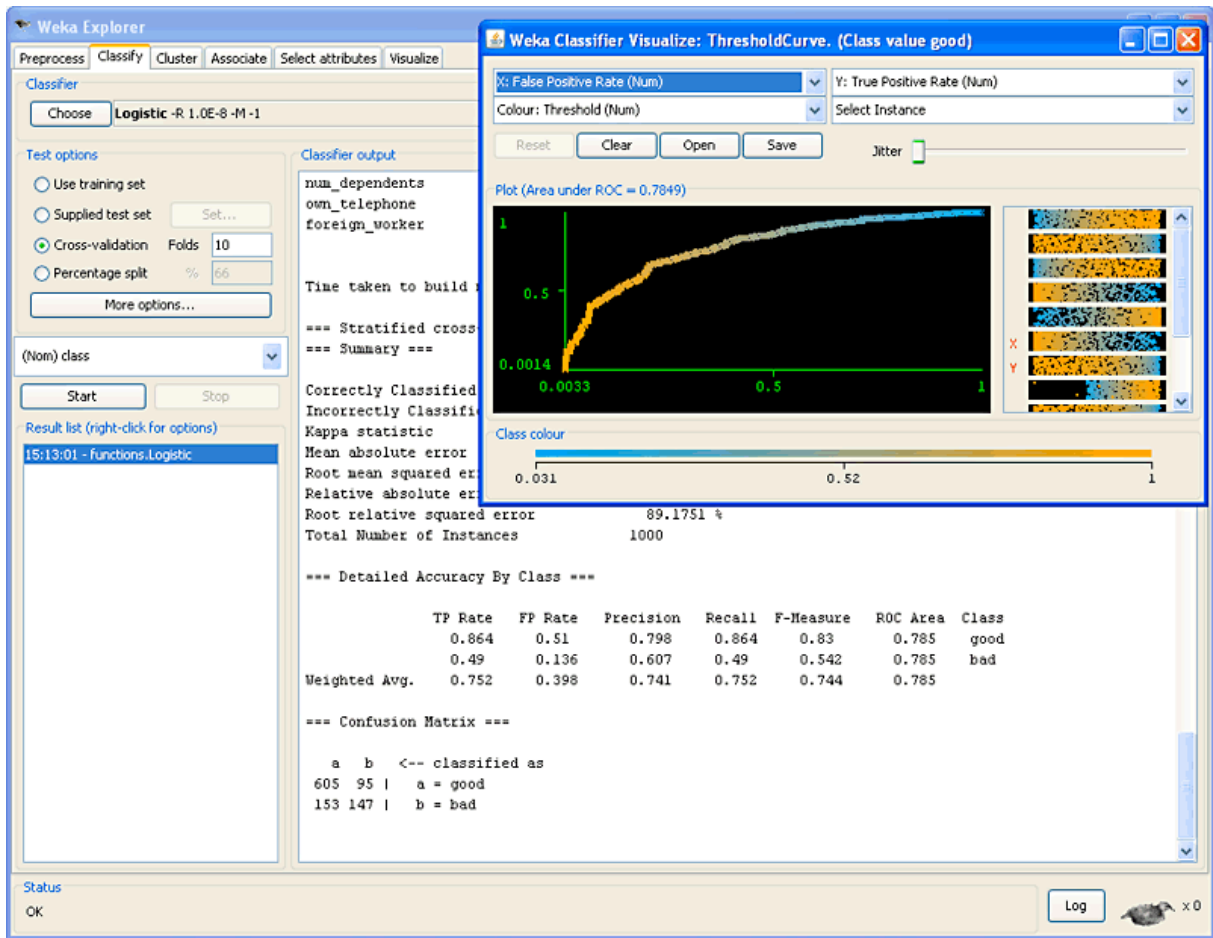 Weka Explorer
Preprocess Classify Cluster Associate Select attributes Visualize
Classifier
Choose Logistic -R 1.0E-8 -M -1
Test options
Use training set
Supplied test set Set...
Cross-validation Folds 10
Percentage split % 66
More options...
(Nom) class
Start Stop
Result list (right-click for options)
15:13:01 - functions.Logistic
Classifier output
num_dependents
own_telephone
foreign_worker
Time taken to build
=== Stratified cross-
=== Summary ===
Correctly Classified
Incorrectly Classifi
Kappa statistic
Mean absolute error
Root mean squared er
Relative absolute er
Root relative squared error 89.1751 %
Total Number of Instances 1000
=== Detailed Accuracy By Class ===
TP Rate FP Rate Precision Recall F-Measure ROC Area Class
0.864 0.51 0.798 0.864 0.83 0.785 good
0.49 0.136 0.607 0.49 0.542 0.785 bad
Weighted Avg. 0.752 0.398 0.741 0.752 0.744 0.785
=== Confusion Matrix ===
a b <-- classified as
605 95 | a = good
153 147 | b = bad
Weka Classifier Visualize: ThresholdCurve. (Class value good)
X: False Positive Rate (Num) Y: True Positive Rate (Num)
Colour: Threshold (Num) Select Instance
Reset Clear Open Save Jitter
Plot (Area under ROC = 0.7849)
1
0.5
0.0014
0.0033 0.5 1
X
Y
Class colour
0.031 0.52 1
Status
OK
Log x 0